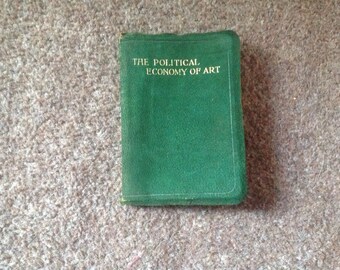 THE POLITICAL
ECONOMY OF ART